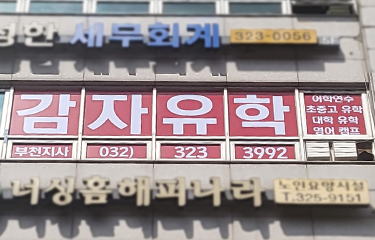 정한 세무회계 323-0056
감자유학
어학연수
초중고 유학
대학 유학
영어 캠프
부천지사 032) 323 3992
너싱홈해피나라 노인요양시설
T.325-9151